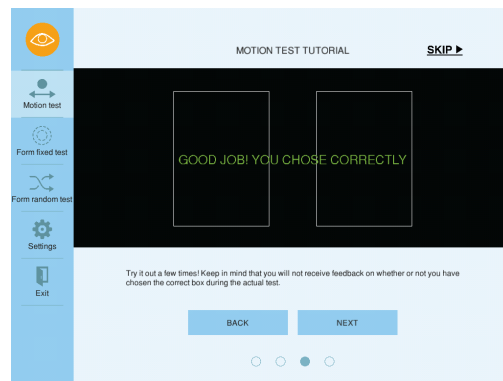 MOTION TEST TUTORIAL
SKIP
Motion test
Form fixed test
Form random test
Settings
Exit
GOOD JOB! YOU CHOSE CORRECTLY
Try it out a few times! Keep in mind that you will not receive feedback on whether or not you have
chosen the correct box during the actual test.
BACK
NEXT